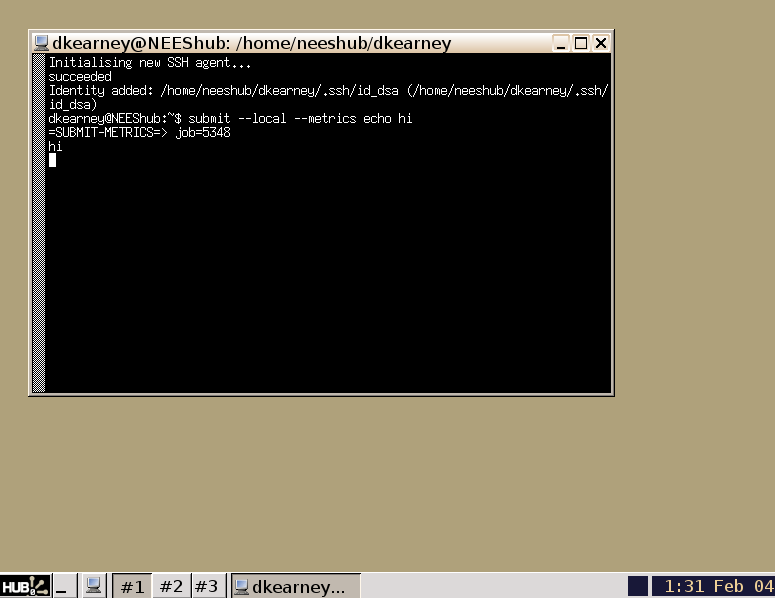 dkearney@NEEShub: /home/neeshub/dkearney
Initialising new SSH agent...
succeeded
Identity added: /home/neeshub/dkearney/.ssh/id_dsa (/home/neeshub/dkearney/.ssh/
id_dsa)
dkearney@NEEShub:~$ submit --local --metrics echo hi
=SUBMIT-METRICS=> job=5348
hi
HUB #1 #2 #3 dkearney... 1:31 Feb 04